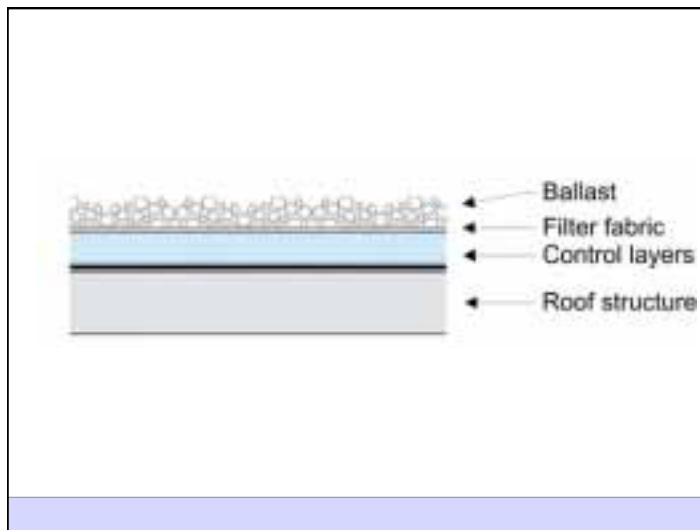 Ballast
Filter fabric
Control layers
Roof structure